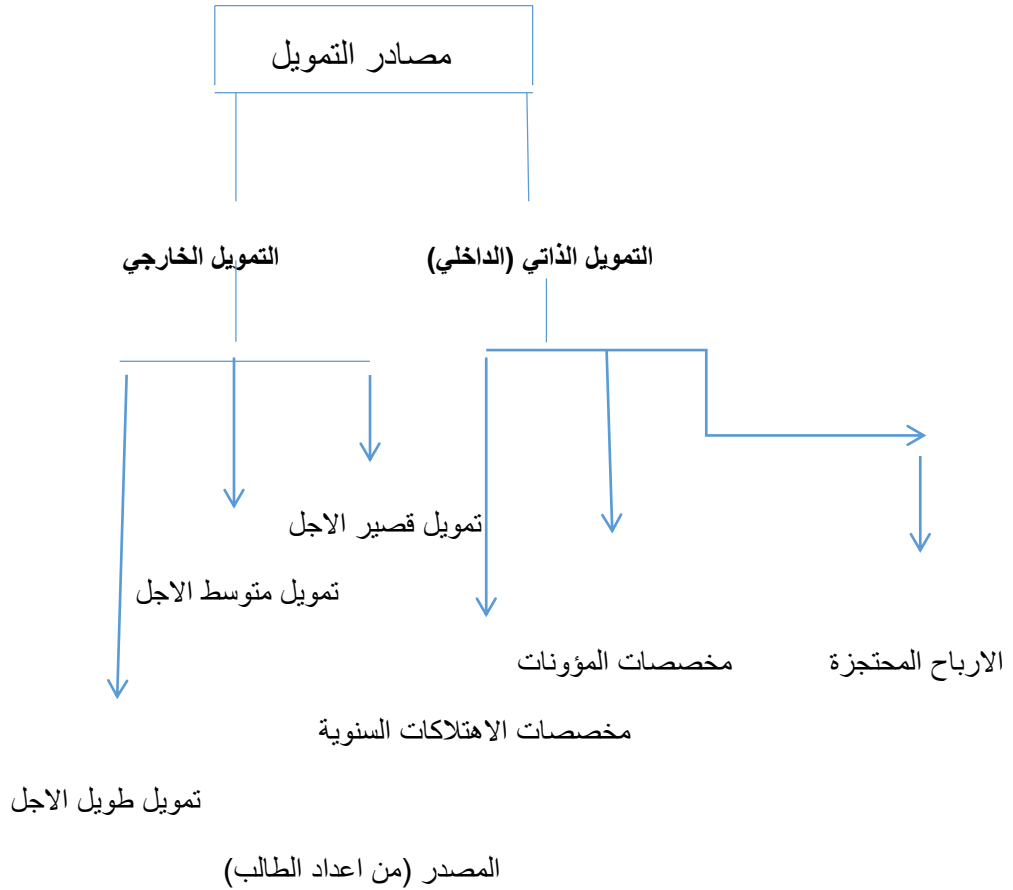 مصادر التمويل
التمويل الذاتي (الداخلي)
التمويل الخارجي
تمويل قصير الاجل
تمويل متوسط الاجل
الارباح المحتجزة
مخصصات المؤونات
مخصصات الاهتلاكات السنوية
تمويل طويل الاجل
المصدر (من اعداد الطالب)